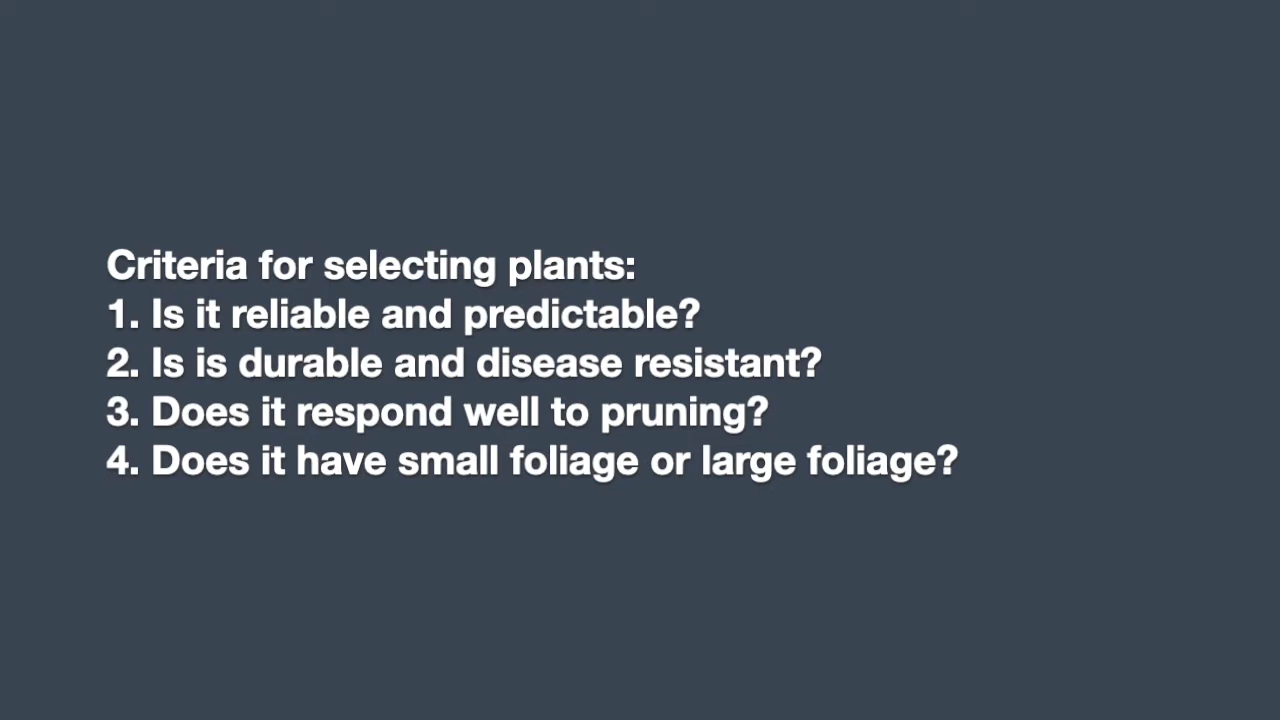 Criteria for selecting plants:
1. Is it reliable and predictable?
2. Is is durable and disease resistant?
3. Does it respond well to pruning?
4. Does it have small foliage or large foliage?